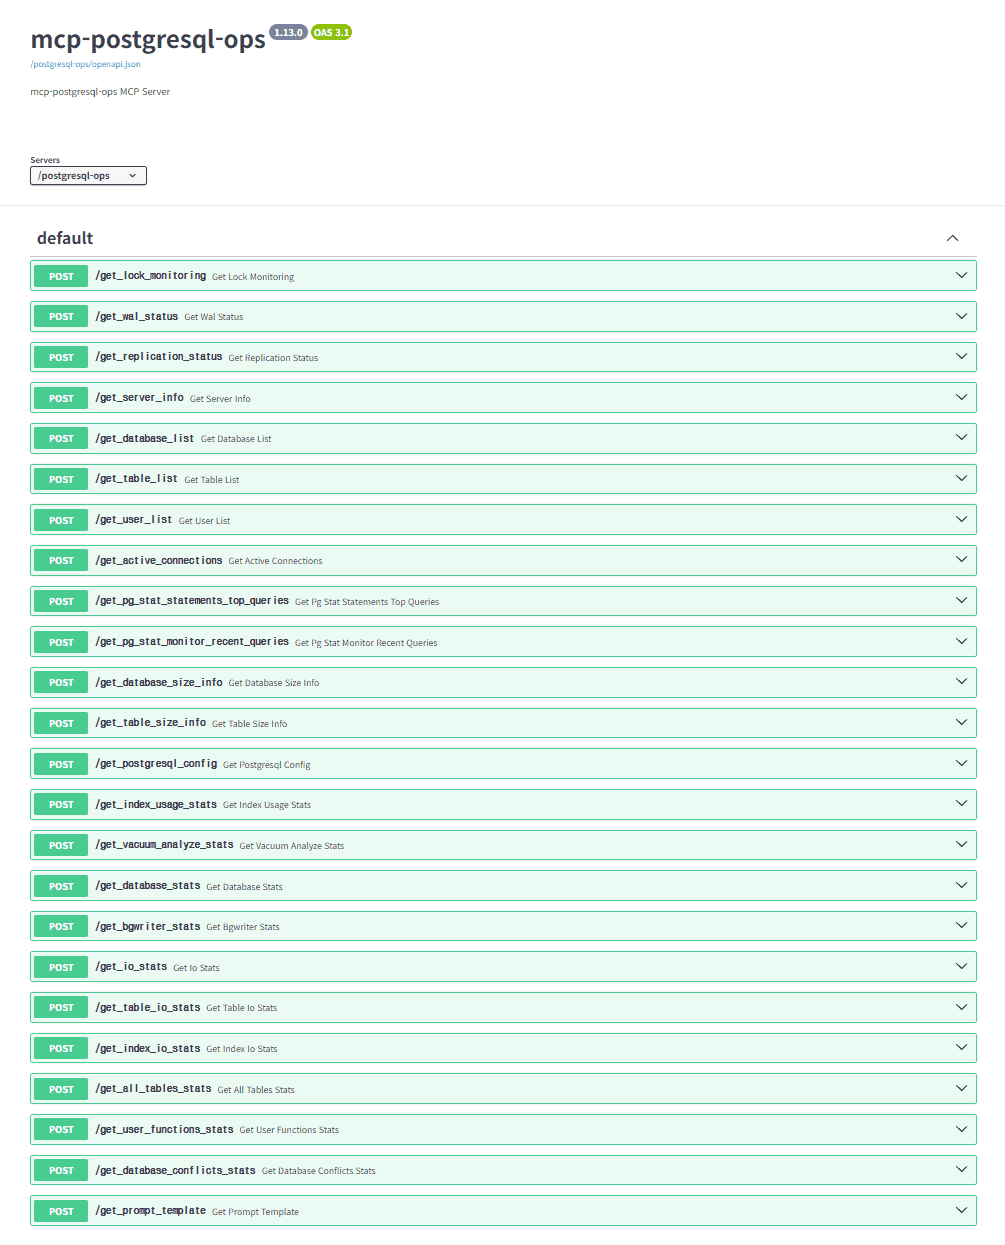 mcp-postgresql-ops 1.13.0 OAS 3.1
/postgresql-ops/openapi.json
mcp-postgresql-ops MCP Server
Servers
/postgresql-ops
default
POST /get_lock_monitoring Get Lock Monitoring
POST /get_wal_status Get Wal Status
POST /get_replication_status Get Replication Status
POST /get_server_info Get Server Info
POST /get_database_list Get Database List
POST /get_table_list Get Table List
POST /get_user_list Get User List
POST /get_active_connections Get Active Connections
POST /get_pg_stat_statements_top_queries Get Pg Stat Statements Top Queries
POST /get_pg_stat_monitor_recent_queries Get Pg Stat Monitor Recent Queries
POST /get_database_size_info Get Database Size Info
POST /get_table_size_info Get Table Size Info
POST /get_postgresql_config Get Postgresql Config
POST /get_index_usage_stats Get Index Usage Stats
POST /get_vacuum_analyze_stats Get Vacuum Analyze Stats
POST /get_database_stats Get Database Stats
POST /get_bgwriter_stats Get Bgwriter Stats
POST /get_io_stats Get Io Stats
POST /get_table_io_stats Get Table Io Stats
POST /get_index_io_stats Get Index Io Stats
POST /get_all_tables_stats Get All Tables Stats
POST /get_user_functions_stats Get User Functions Stats
POST /get_database_conflicts_stats Get Database Conflicts Stats
POST /get_prompt_template Get Prompt Template